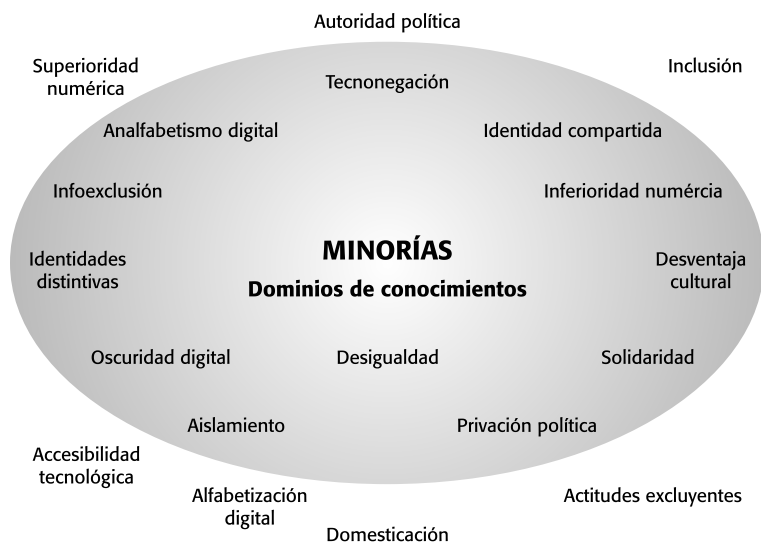 Autoridad política
Superioridad
numérica
Inclusión
Tecnonegación
Analfabetismo digital
Identidad compartida
Infoexclusión
Inferioridad numércia
MINORÍAS
Dominios de conocimientos
Identidades
distintivas
Desventaja
cultural
Oscuridad digital
Desigualdad
Solidaridad
Aislamiento
Privación política
Accesibilidad
tecnológica
Alfabetización
digital
Actitudes excluyentes
Domesticación